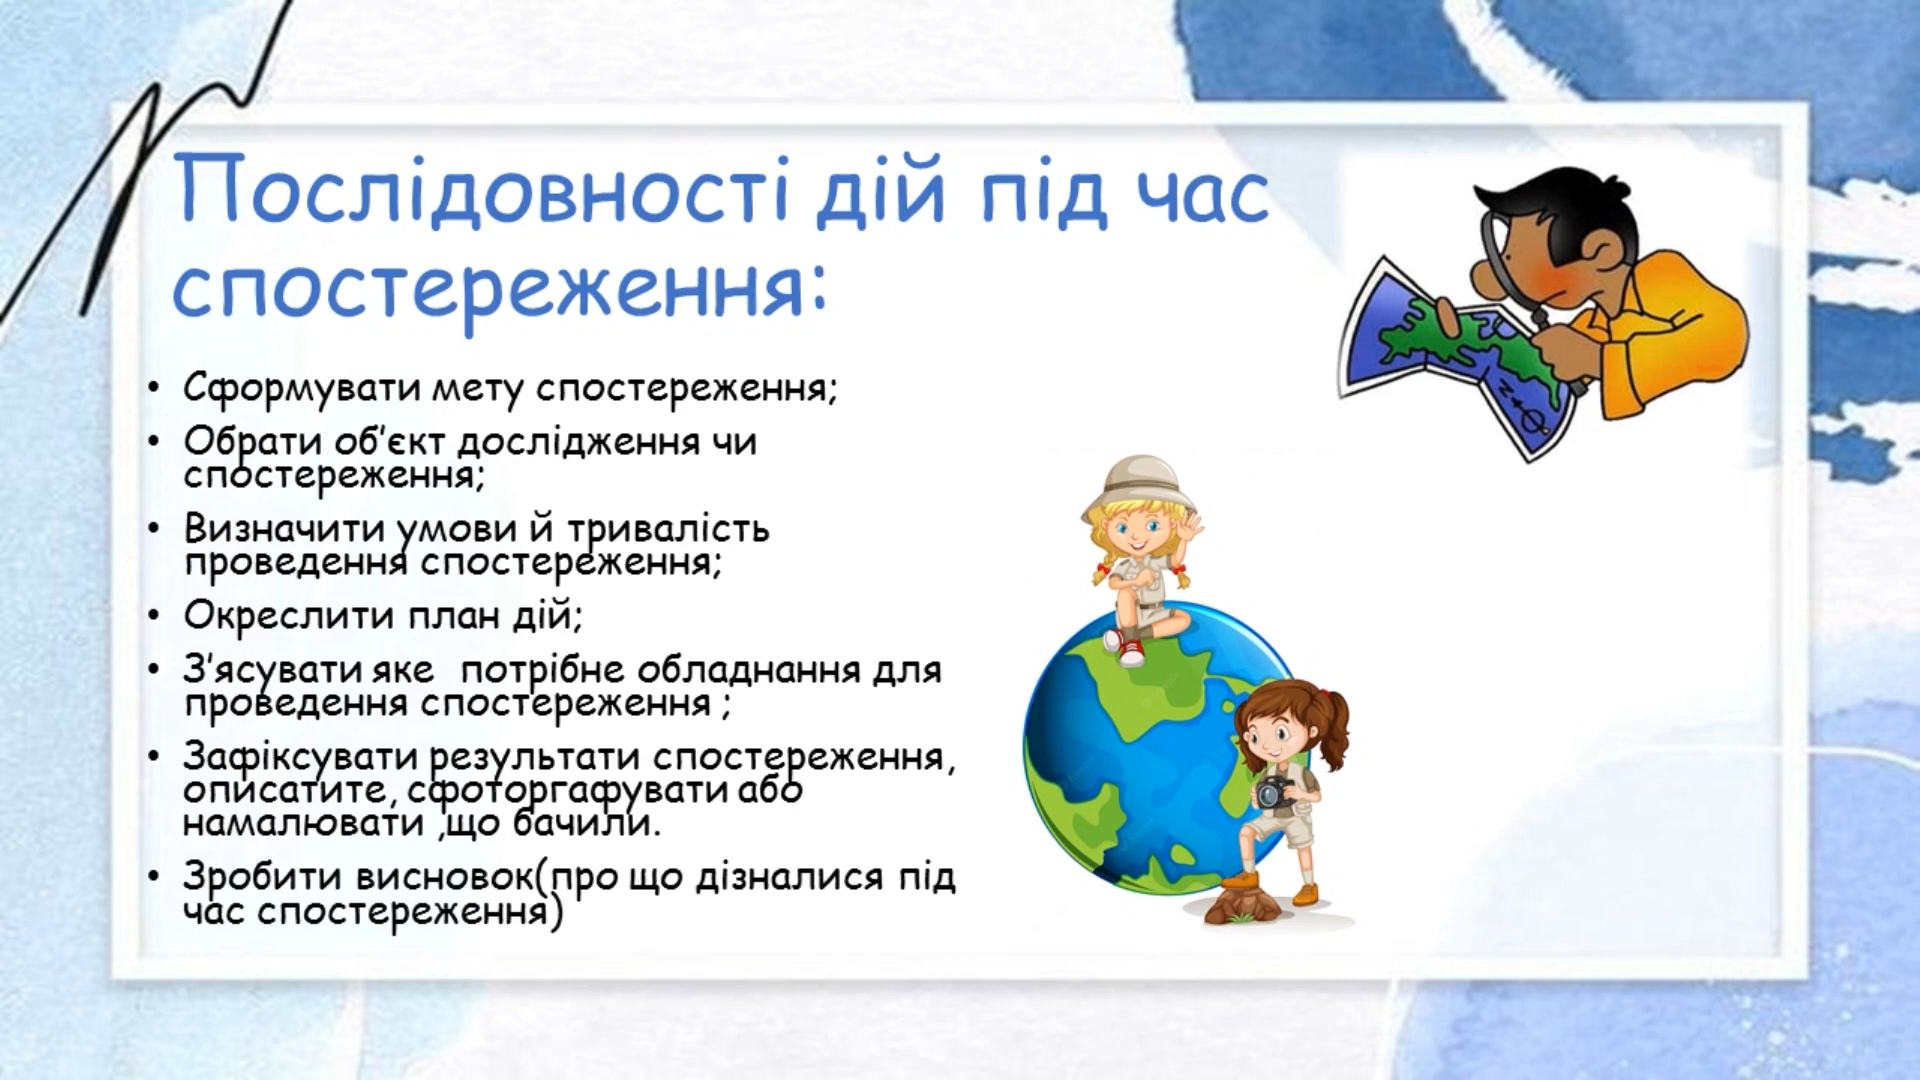 Послідовності дій під час
спостереження:
• Сформувати мету спостереження;
• Обрати об'єкт дослідження чи
спостереження;
• Визначити умови й тривалість
проведення спостереження;
• Окреслити план дій;
• З'ясувати яке потрібне обладнання для
проведення спостереження ;
• Зафіксувати результати спостереження,
описатите, сфоторгафувати або
намалювати ,що бачили.
• Зробити висновок(про що дізналися під
час спостереження)